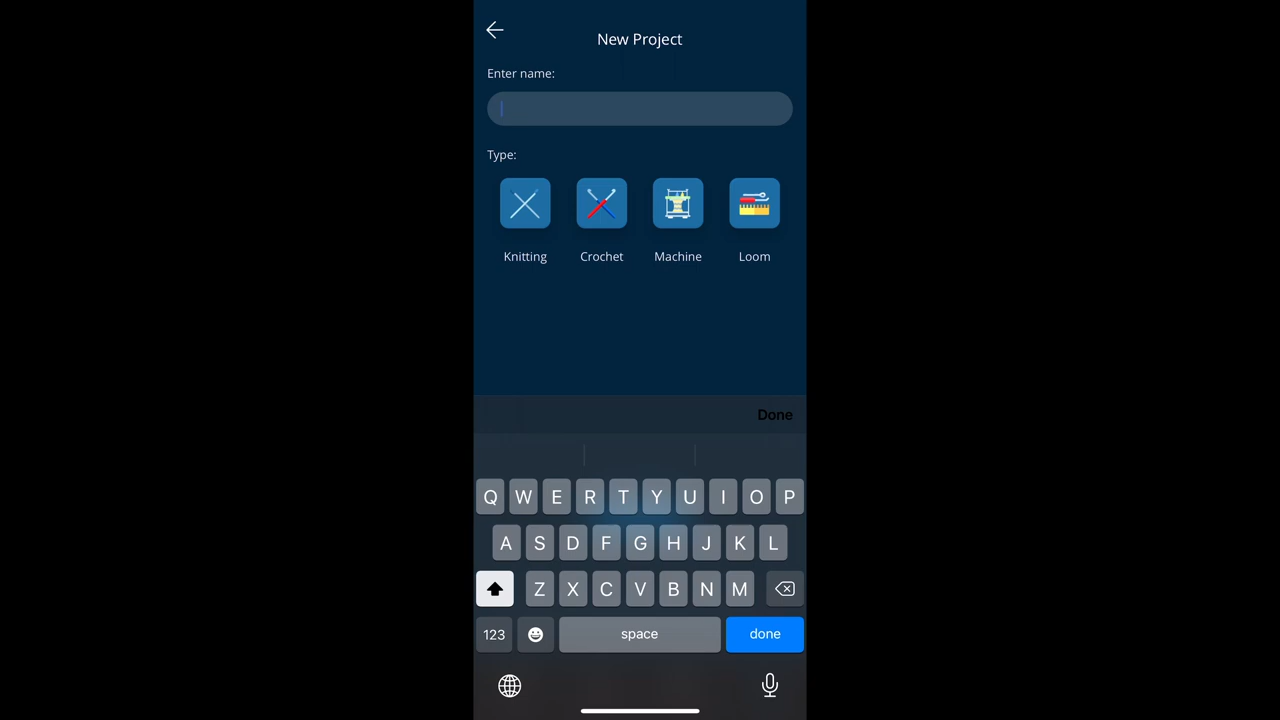 New Project
Enter name:
Type:
Knitting Crochet Machine Loom
Done
Q W E R T Y U I O P
A S D F G H J K L
Z X C V B N M
123 space done